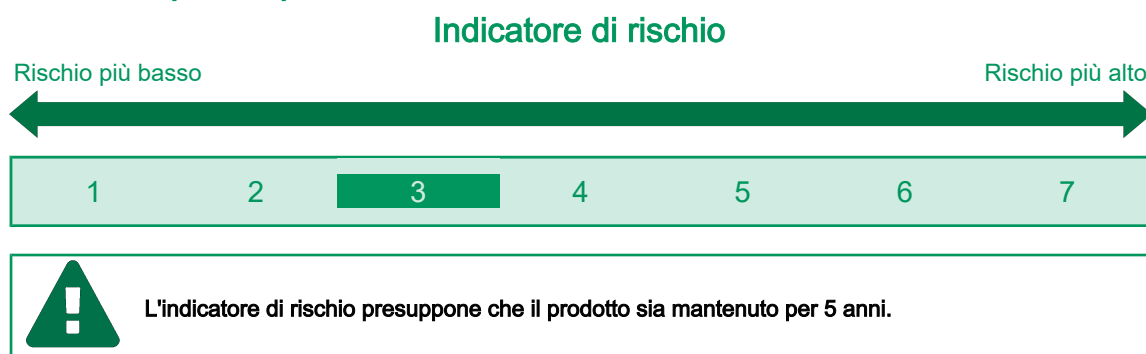 Indicatore di rischio
Rischio più basso Rischio più alto
1 2 3 4 5 6 7
L'indicatore di rischio presuppone che il prodotto sia mantenuto per 5 anni.